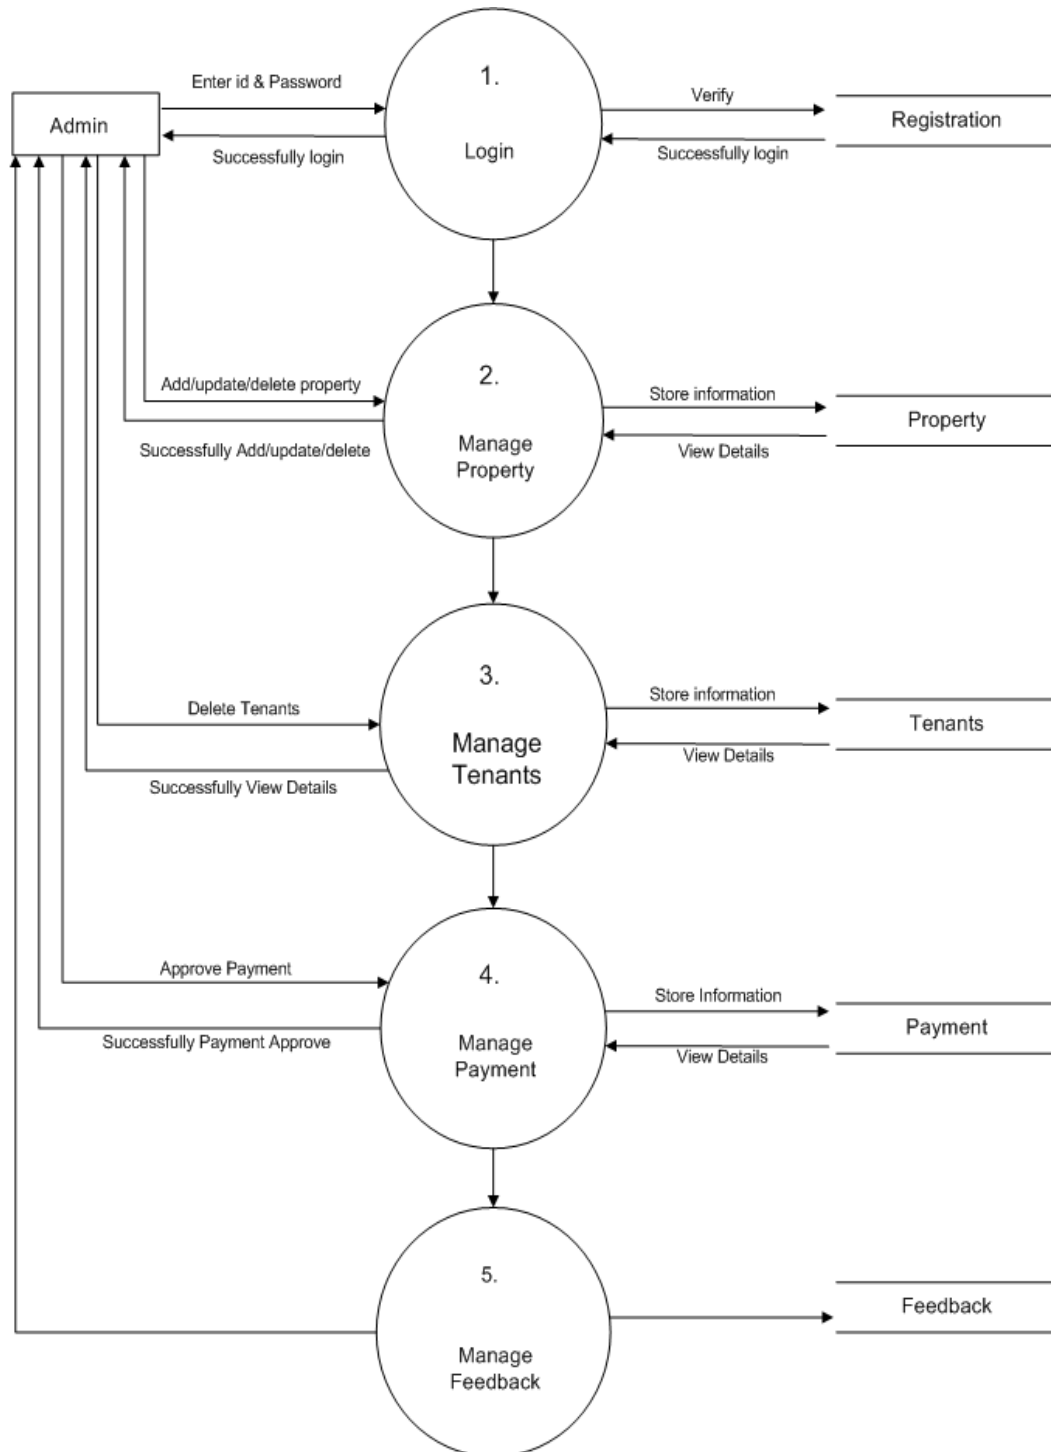 1.
Enter id & Password
Verify
Admin
Registration
Login
Successfully login
Successfully login
2.
Add/update/delete property
Store information
Property
Manage
Property
Successfully Add/update/delete
View Details
3.
Store information
Delete Tenants
Tenants
Manage
Tenants
View Details
Successfully View Details
4.
Approve Payment
Store Information
Payment
Manage
Payment
Successfully Payment Approve
View Details
5.
Feedback
Manage
Feedback